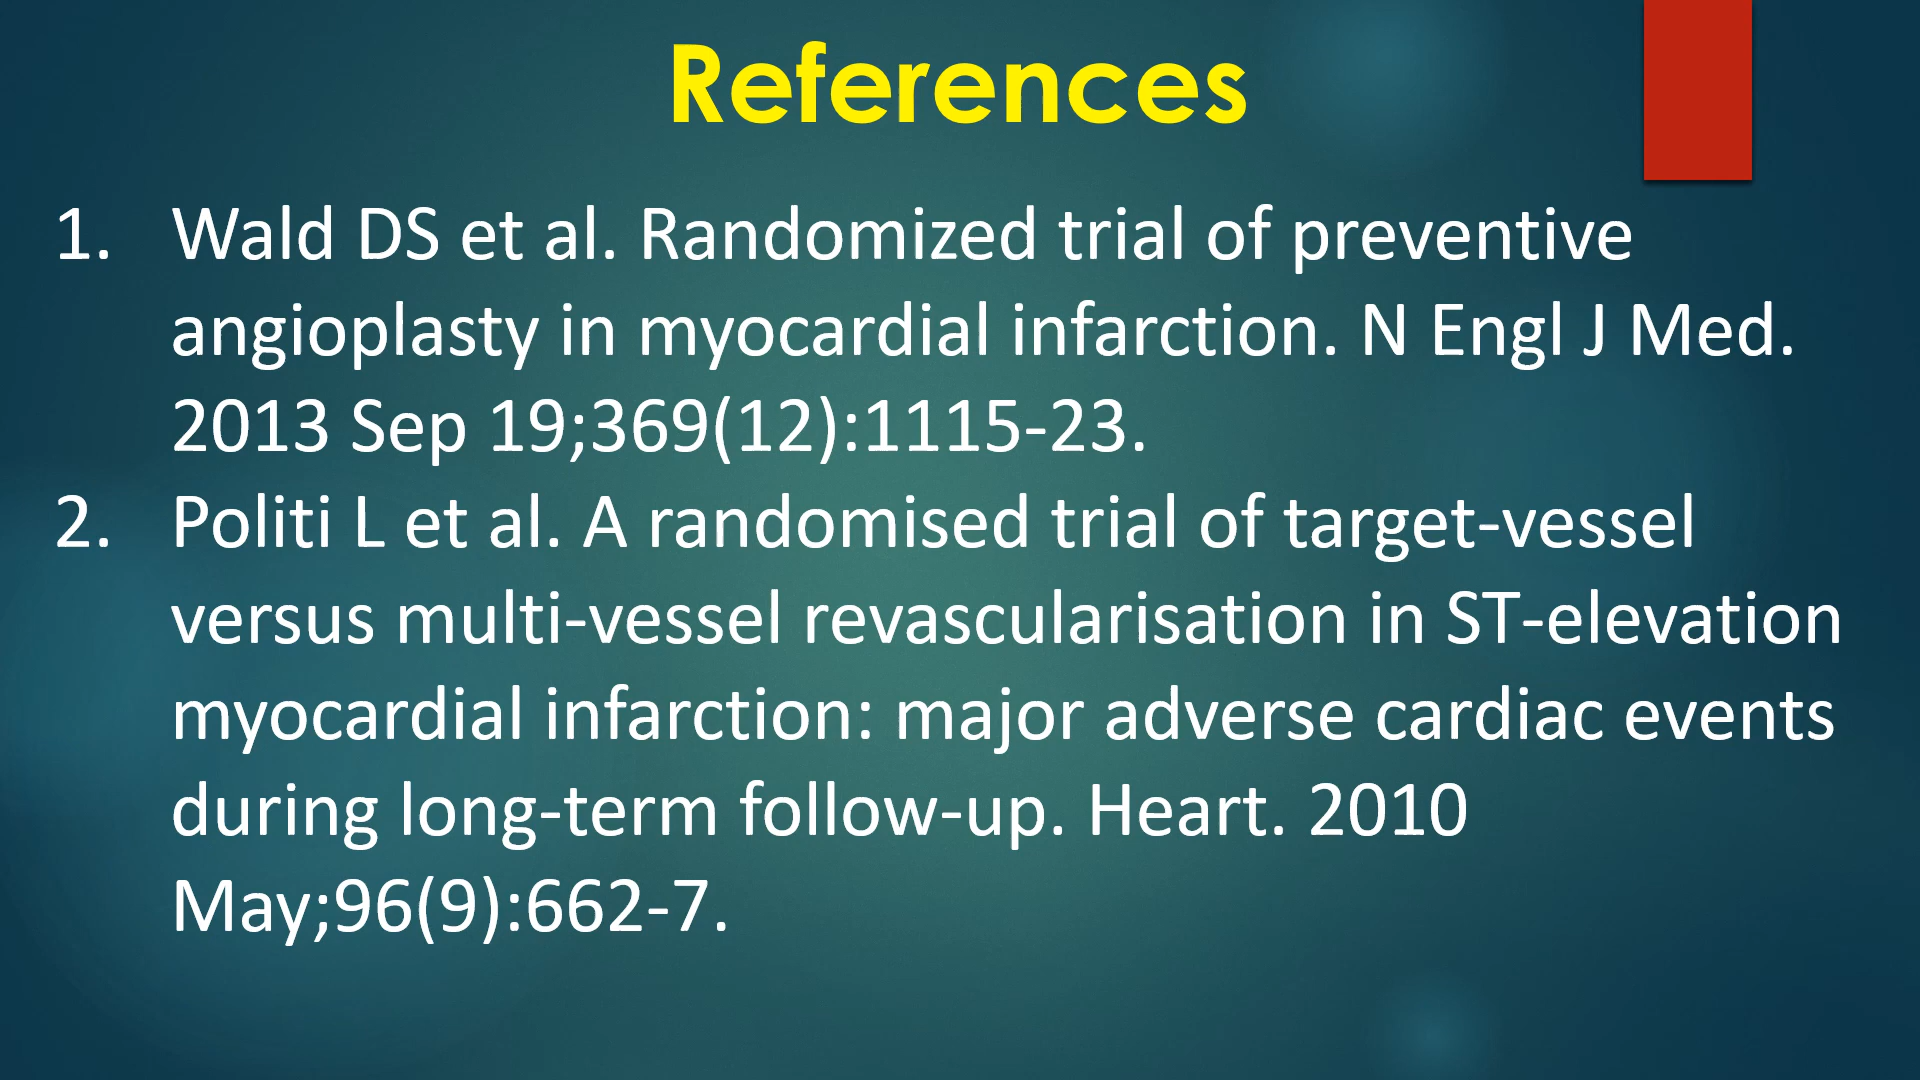 References
1. Wald DS et al. Randomized trial of preventive
angioplasty in myocardial infarction. N Engl J Med.
2013 Sep 19;369(12):1115-23.
2. Politi L et al. A randomised trial of target-vessel
versus multi-vessel revascularisation in ST-elevation
myocardial infarction: major adverse cardiac events
during long-term follow-up. Heart. 2010
May;96(9):662-7.